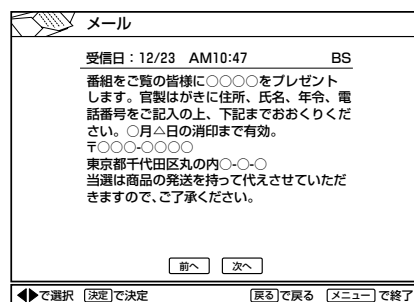 メール
受信日：12/23　AM10:47　BS
番組をご覧の皆様に○○○○をプレゼント
します。官製はがきに住所、氏名、年令、電
話番号をご記入の上、下記までおおくりくだ
さい。○月△日の消印まで有効。
〒○○○-○○○○
東京都千代田区丸の内○-○-○
当選は商品の発送を持って代えさせていただ
きますので、ご了承ください。
前へ　次へ
◀▶で選択　決定で決定　戻るで戻る　メニューで終了